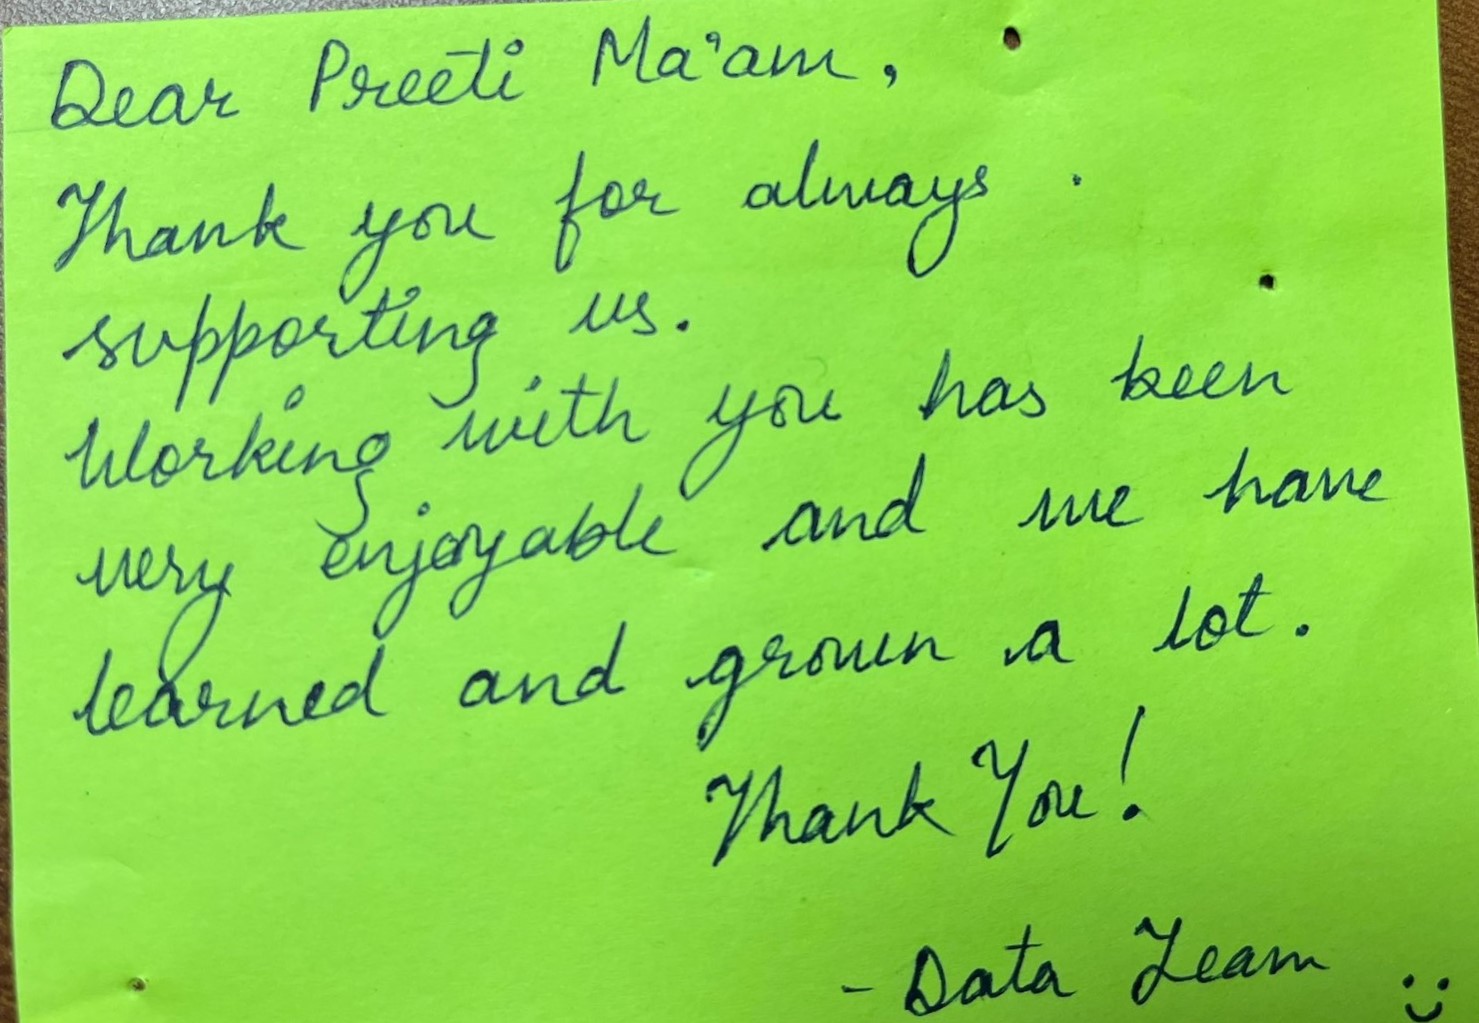 Dear Preeti Ma'am,
Thank you for always
supporting us.
Working with you has been
very enjoyable and we have
learned and grown a lot.
Thank You!
- Data Team